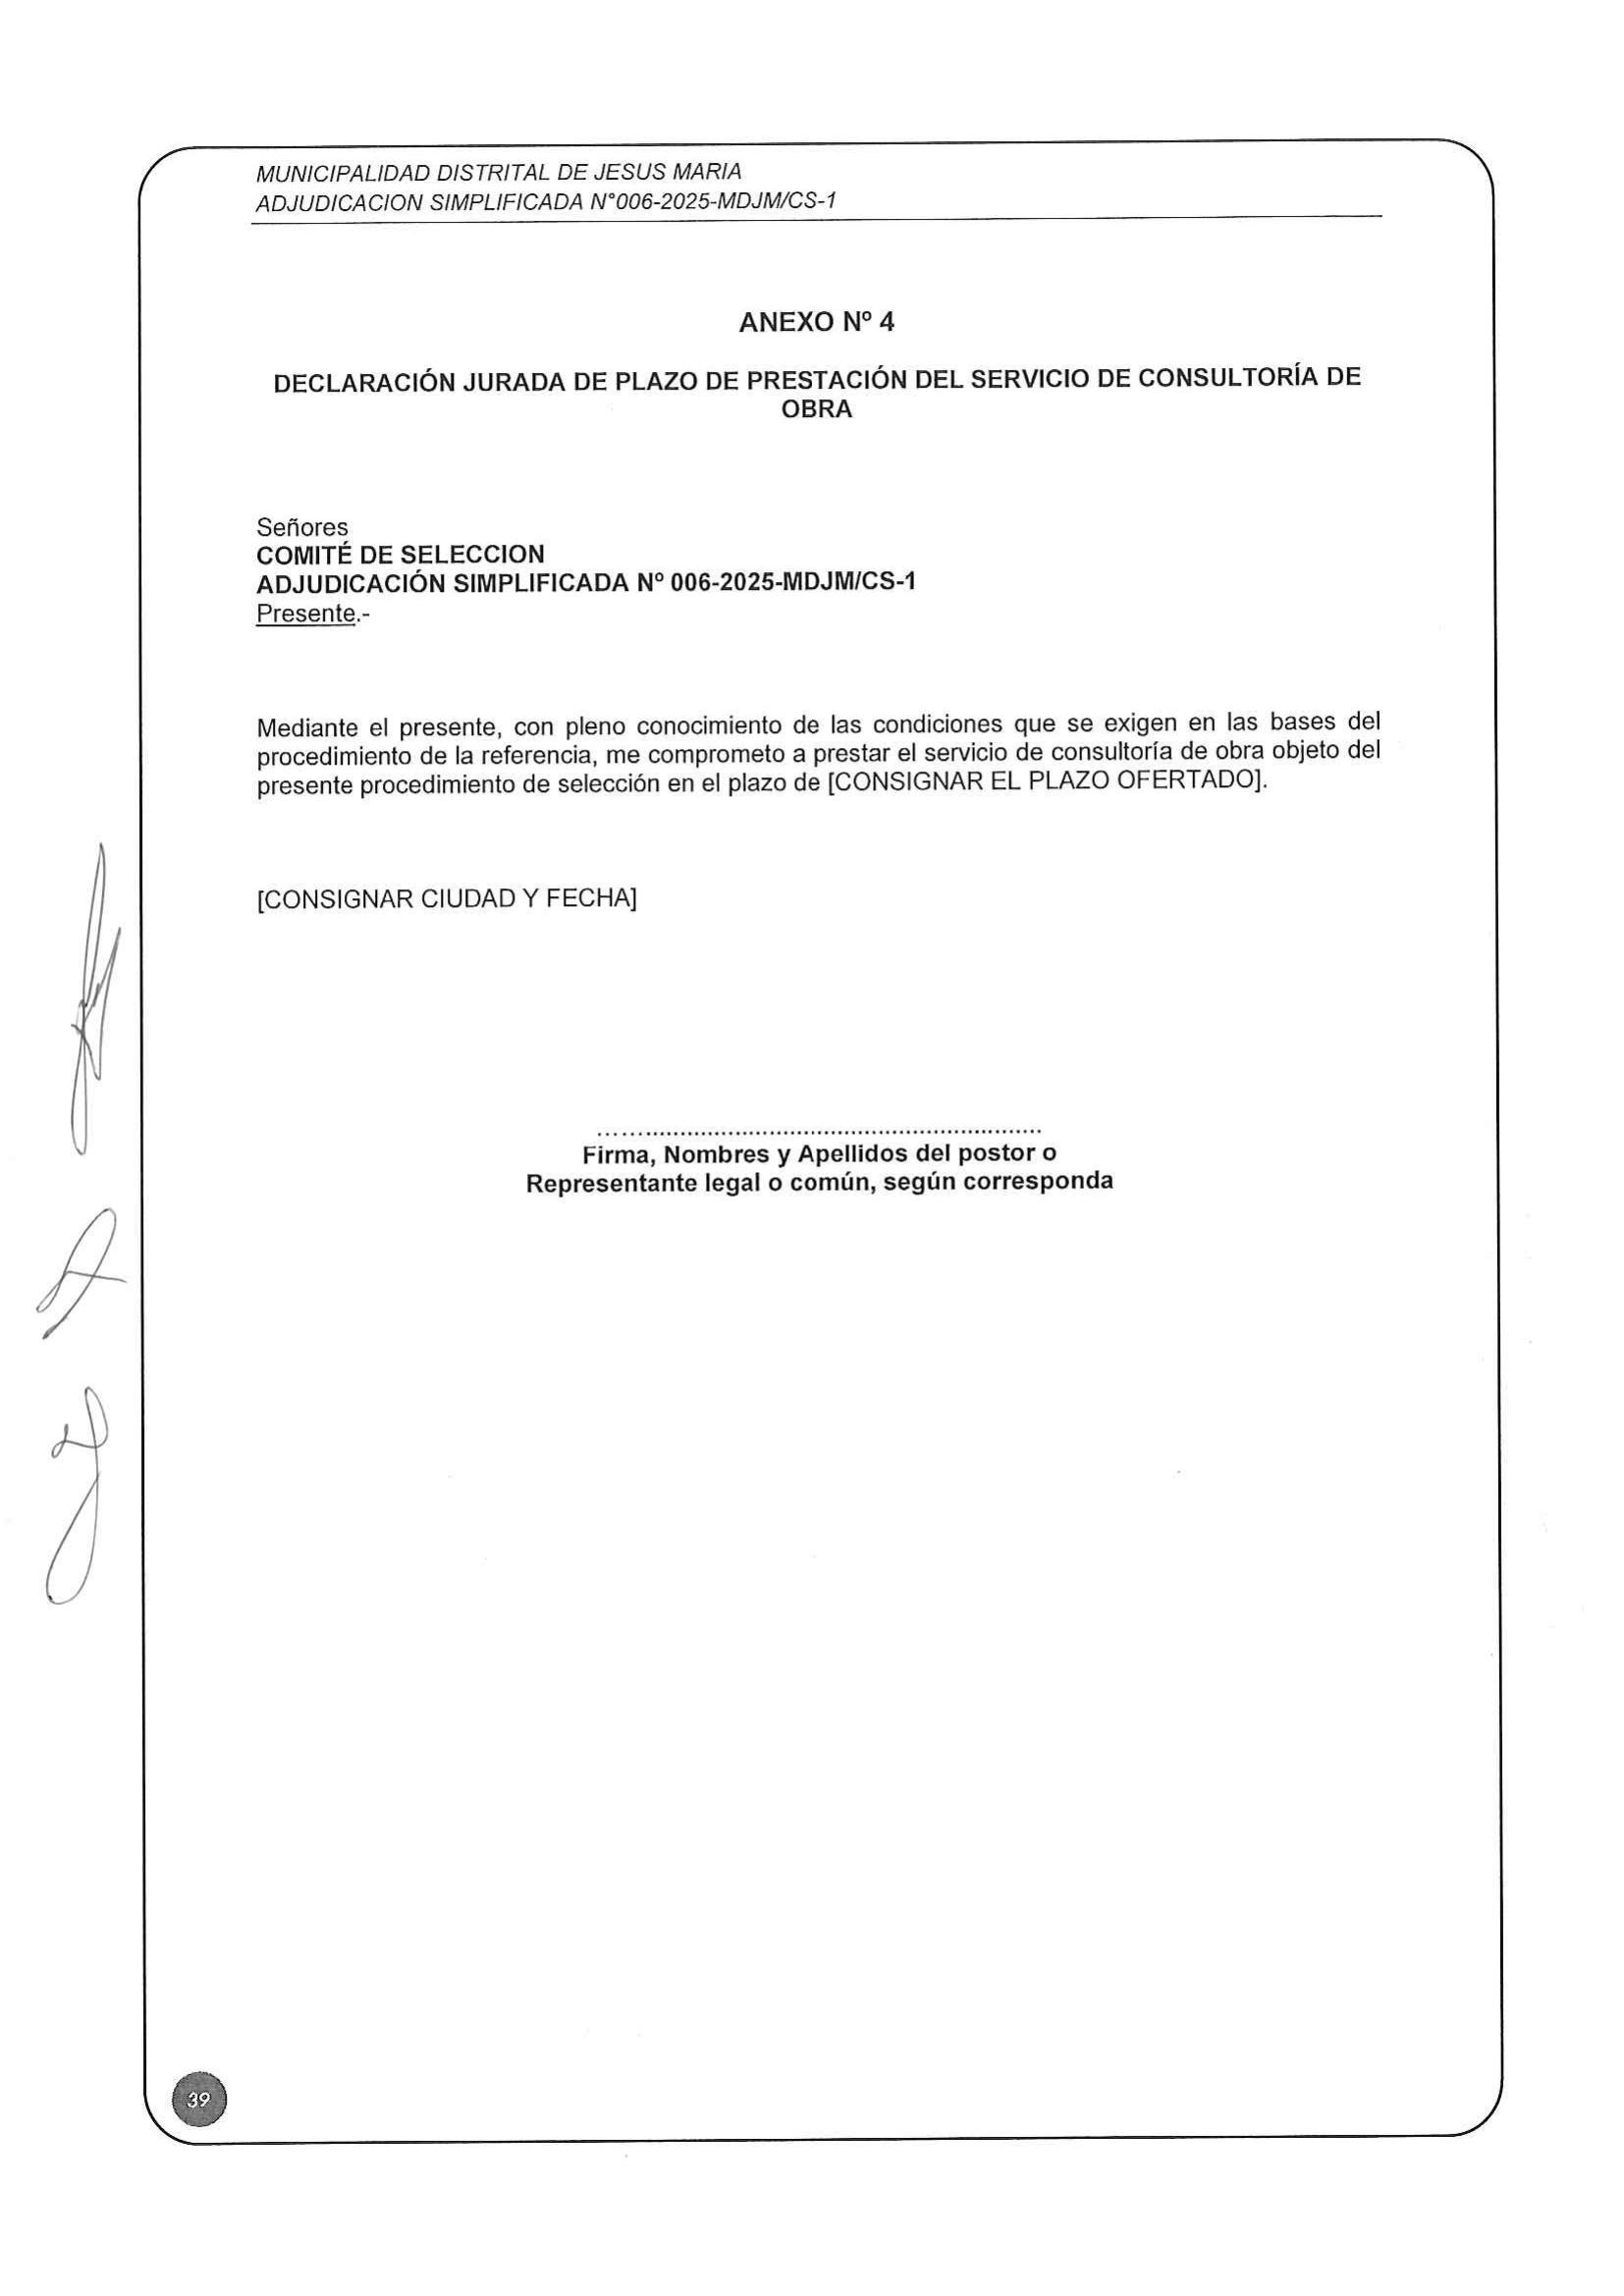 MUNICIPALIDAD DISTRITAL DE JESUS MARIA
ADJUDICACION SIMPLIFICADA N°006-2025-MDJM/CS-1
ANEXO Nº 4
DECLARACIÓN JURADA DE PLAZO DE PRESTACIÓN DEL SERVICIO DE CONSULTORÍA DE
OBRA
Señores
COMITÉ DE SELECCION
ADJUDICACIÓN SIMPLIFICADA Nº 006-2025-MDJM/CS-1
Presente.-
Mediante el presente, con pleno conocimiento de las condiciones que se exigen en las bases del
procedimiento de la referencia, me comprometo a prestar el servicio de consultoría de obra objeto del
presente procedimiento de selección en el plazo de [CONSIGNAR EL PLAZO OFERTADO].
[CONSIGNAR CIUDAD Y FECHA]
Firma, Nombres y Apellidos del postor o
Representante legal o común, según corresponda
39